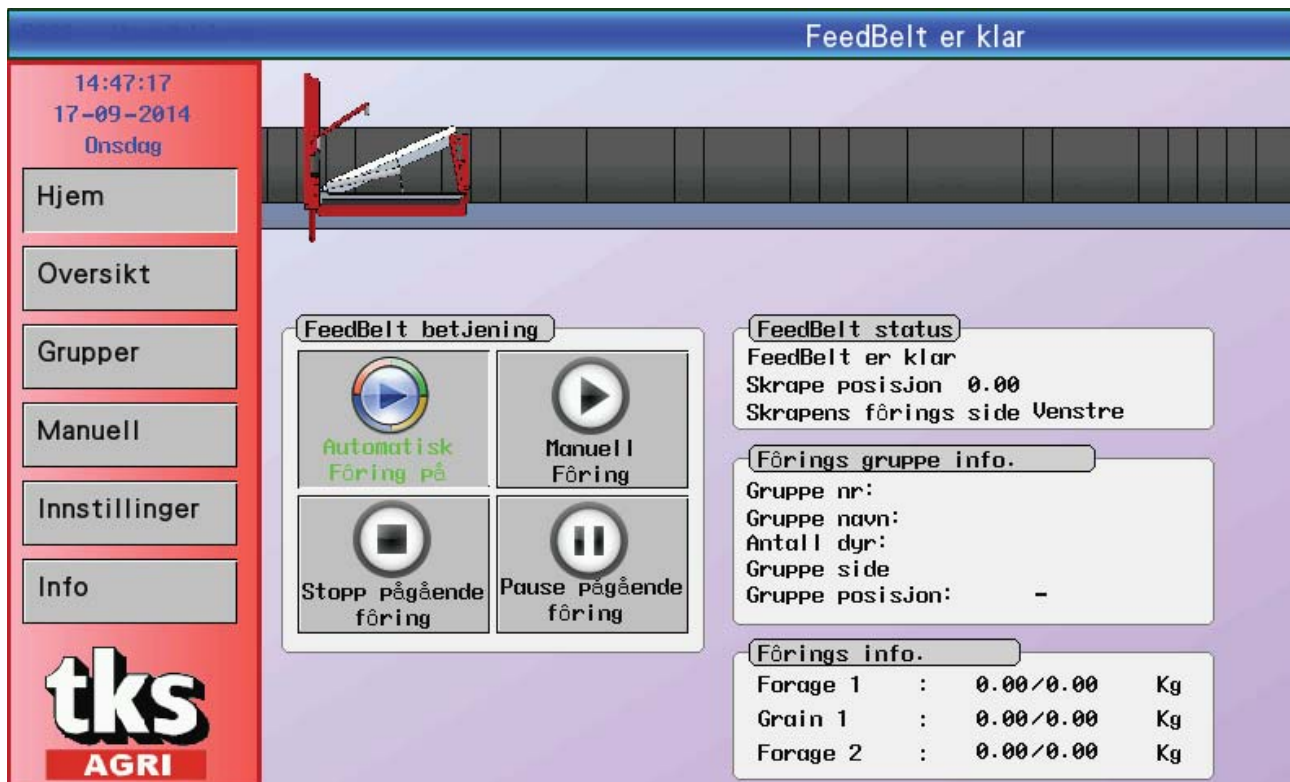 FeedBelt er klar
14:47:17
17-09-2014
Onsdag
Hjem
Oversikt
Grupper
Manuell
Innstillinger
Info
tks
AGRI
FeedBelt betjening
Automatisk
Fôring på
Manuell
Fôring
Stopp pågående
fôring
Pause pågående
fôring
FeedBelt status
FeedBelt er klar
Skrape posisjon 0.00
Skrapens fôrings side Venstre
Fôrings gruppe info.
Gruppe nr:
Gruppe navn:
Antall dyr:
Gruppe side
Gruppe posisjon: -
Fôrings info.
Forage 1 : 0.00/0.00 Kg
Grain 1 : 0.00/0.00 Kg
Forage 2 : 0.00/0.00 Kg